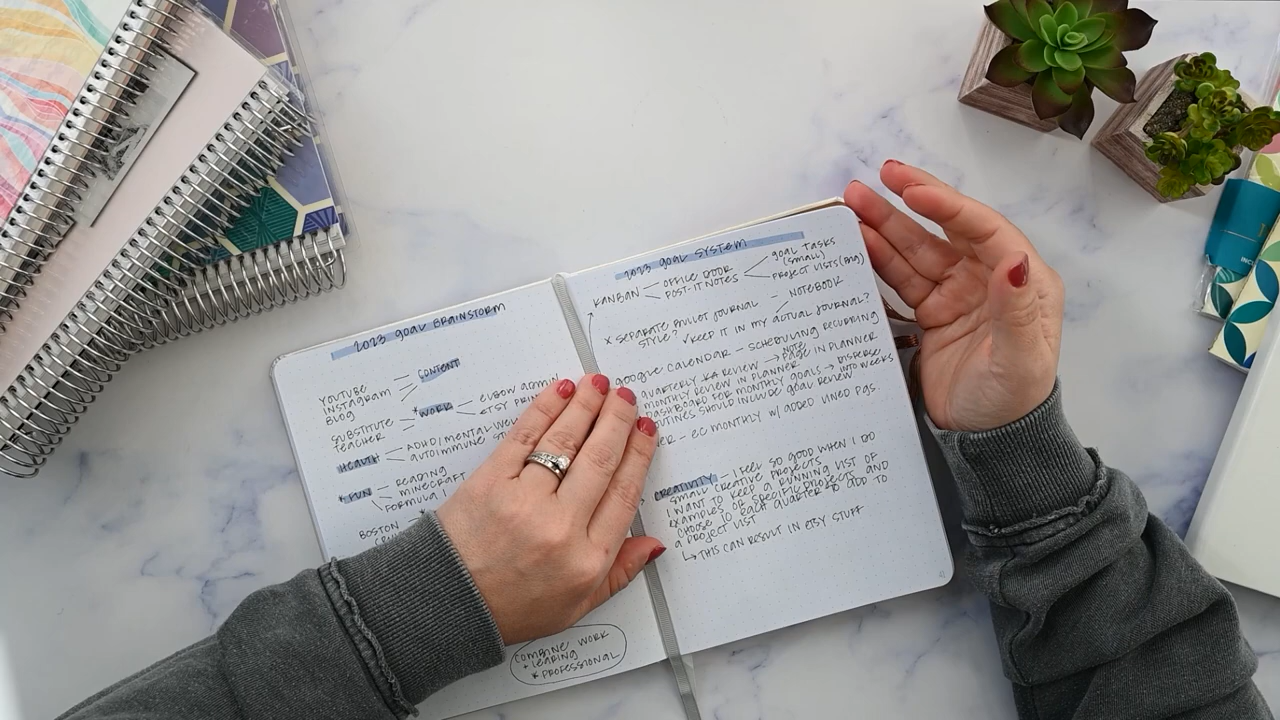 2023 GOAL BRAINSTORM
YOUTUBE
INSTAGRAM
BLOG
CONTENT
SUBSTITUTE
TEACHER
*WORK
ELBOW
ETSY
HEALTH
ADHD/MENTAL
AUTOIMMUNE
+ FUN
READING
MINECRAFT
FORMULA 1
BOSTON
COMBINE WORK
+ LEARING
* PROFESSIONAL
2023 GOAL SYSTEM
KANBAN
OFFICE DOOR
POST-IT NOTES
GOAL TASKS
(SMALL)
PROJECT LISTS (BIG)
X SEPARATE BULLET JOURNAL - NOTEBOOK
STYLE? ✓KEEP IT IN MY ACTUAL JOURNAL?
GOOGLE CALENDAR - SCHEDULING RECURRING
QUARTERLY REVIEW → NOTE PAGE IN PLANNER
MONTHLY REVIEW IN PLANNER
DASHBOARD FOR MONTHLY GOALS → DISPERSE
INTO WEEKS
SHOULD INCLUDE GOAL REVIEW
- EC MONTHLY W/ ADDED LINED PGS.
CREATIVITY - I FEEL SO GOOD WHEN I DO
SMALL CREATIVE PROJECTS
I WANT TO KEEP A RUNNING LIST OF
EXAMPLES OR SPECIFIC PROJECTS AND
CHOOSE 10 EACH QUARTER TO ADD TO
A PROJECT LIST
↳ THIS CAN RESULT IN ETSY STUFF